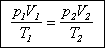 p₁V₁/T₁ = p₂V₂/T₂